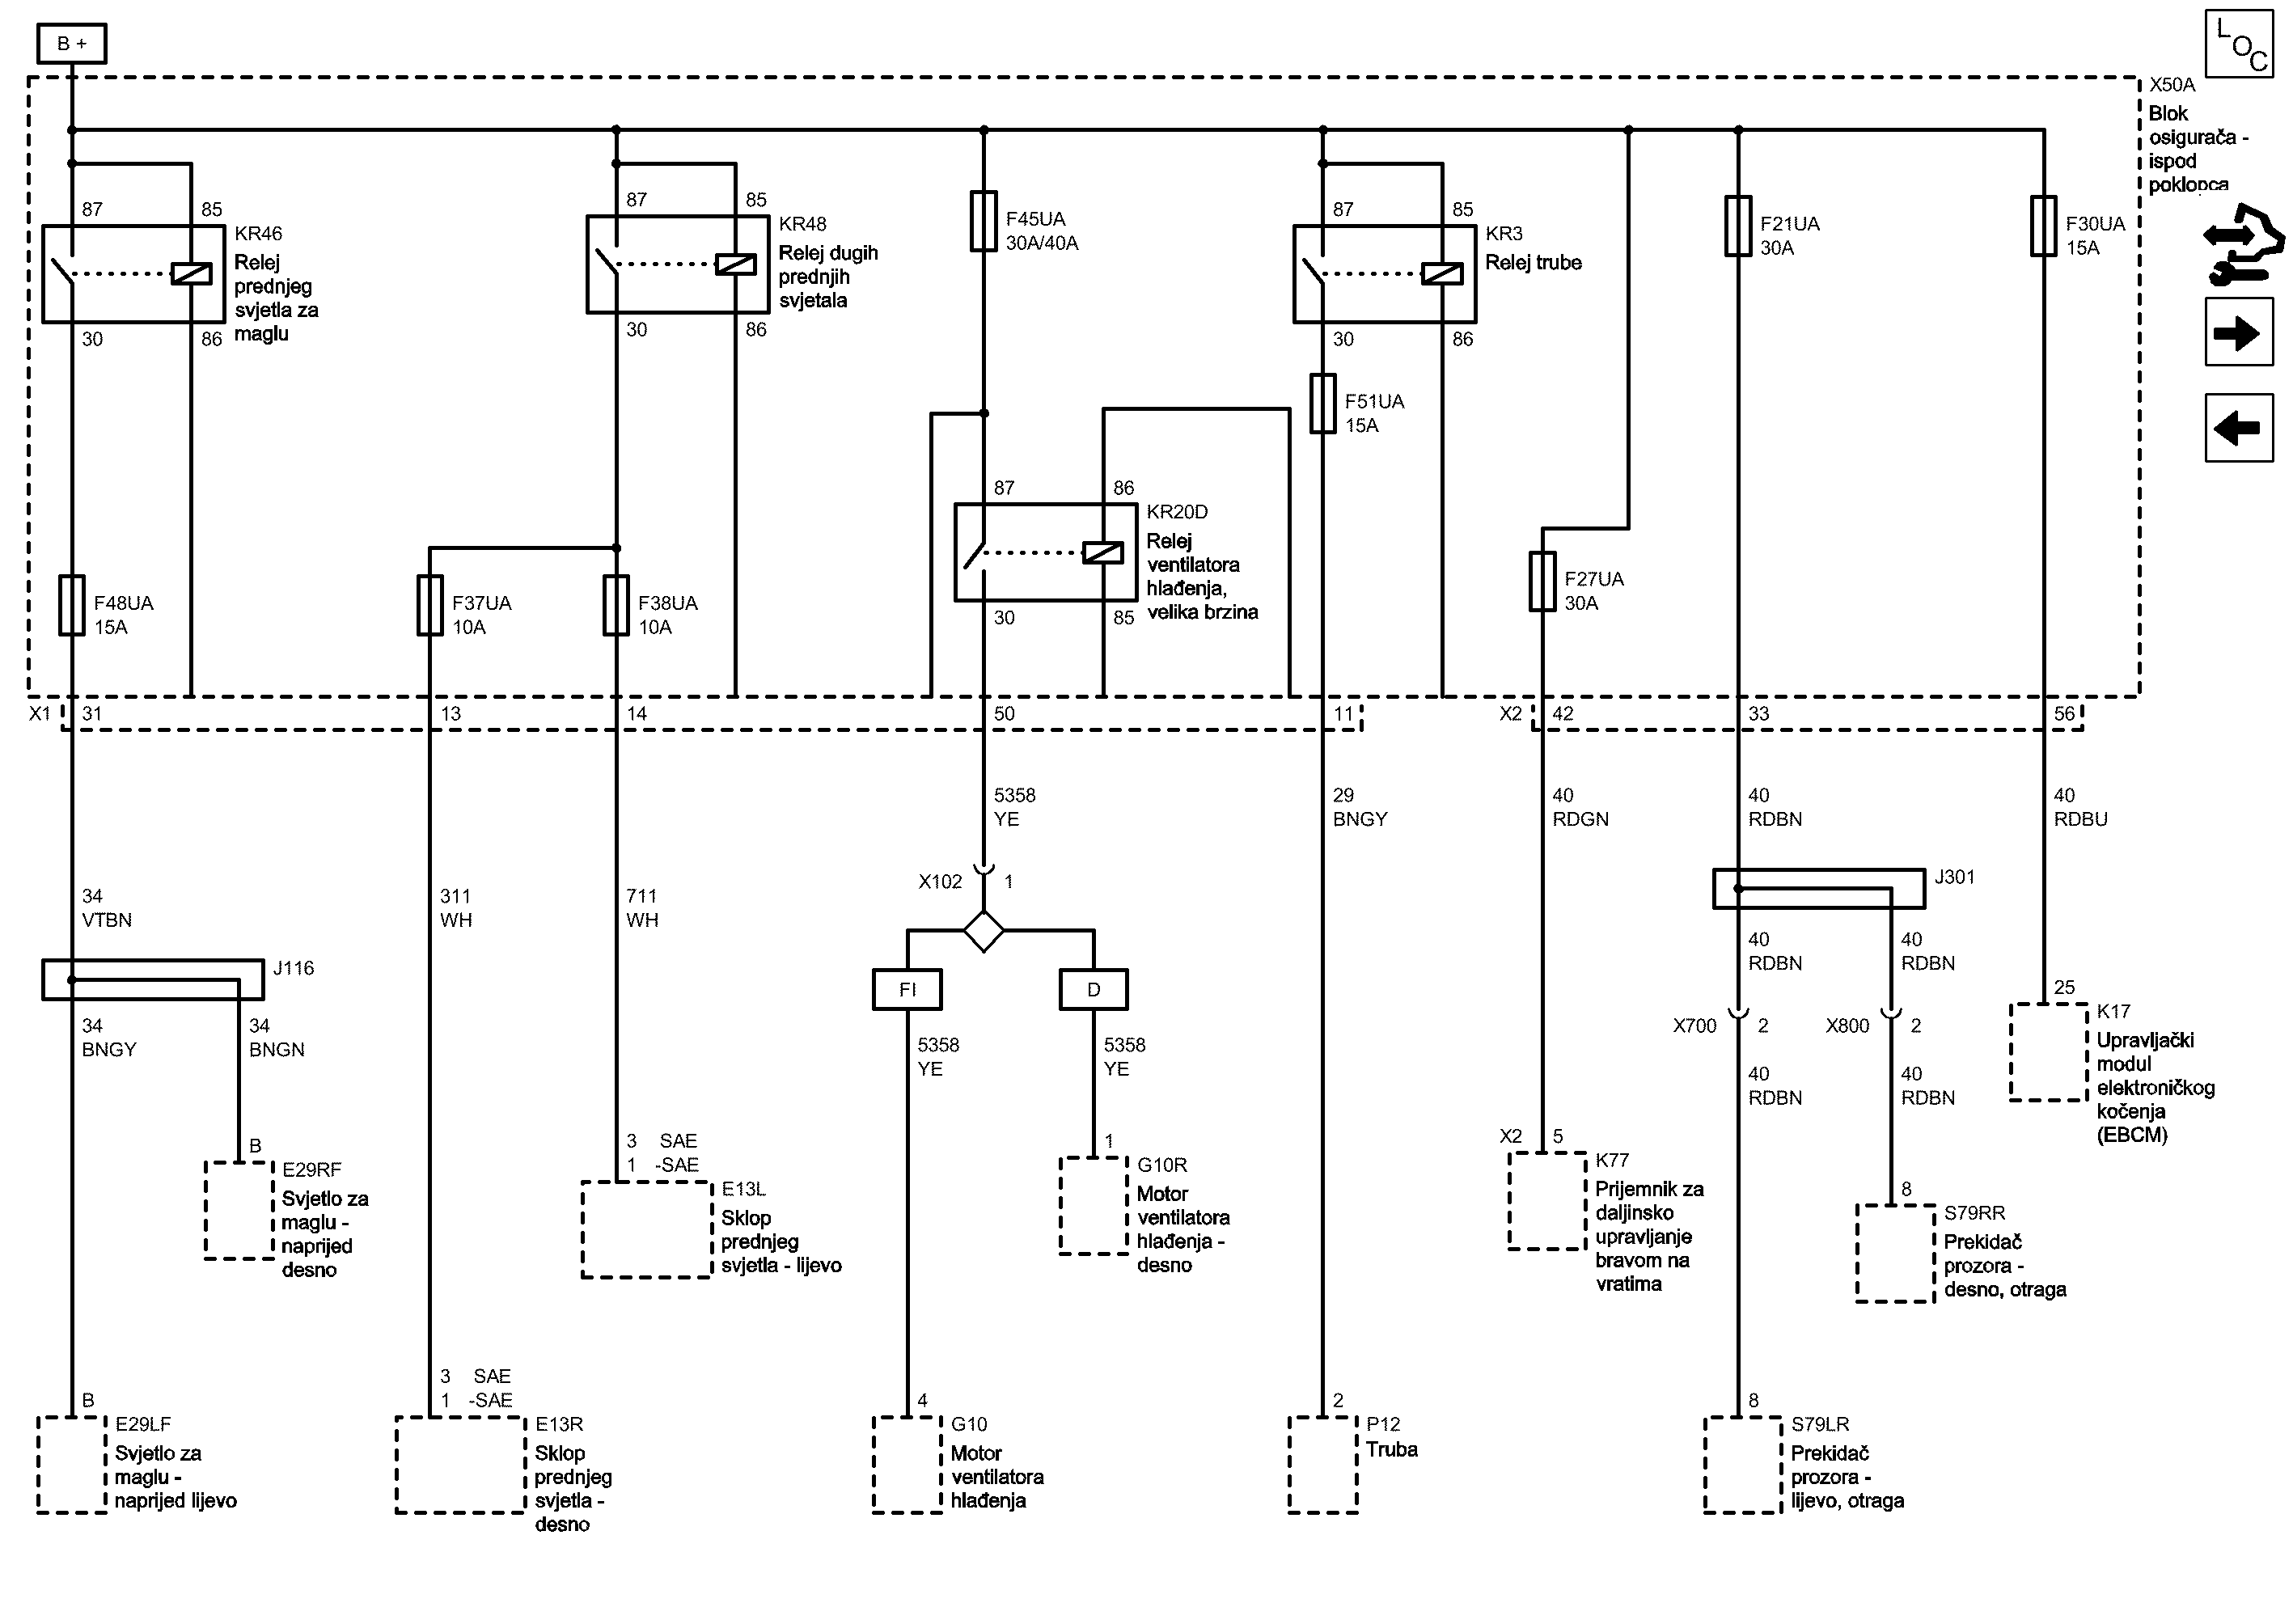 B +
L
O
C
X50A
Blok
osigurača -
ispod
poklopca
87
85
KR46
Relej
prednjeg
svjetla za
maglu
30
86
87
85
KR48
Relej dugih
prednjih
svjetala
30
86
F45UA
30A/40A
87
85
KR3
Relej trube
30
86
F51UA
15A
F21UA
30A
F30UA
15A
87
86
KR20D
Relej
ventilatora
hlađenja,
velika brzina
30
85
F27UA
30A
F48UA
15A
F37UA
10A
F38UA
10A
X1
31
13
14
50
11
X2
42
33
56
5358
YE
29
BNGY
40
RDGN
40
RDBN
40
RDBU
34
VTBN
311
WH
711
WH
X102
1
J301
J116
FI
D
40
RDBN
40
RDBN
34
BNGY
34
BNGN
5358
YE
5358
YE
X700
2
X800
2
25
K17
Upravljački
modul
elektroničkog
kočenja
(EBCM)
40
RDBN
40
RDBN
B
E29RF
Svjetlo za
maglu -
naprijed
desno
3 SAE
1 -SAE
E13L
Sklop
prednjeg
svjetla - lijevo
1
G10R
Motor
ventilatora
hlađenja -
desno
X2
5
K77
Prijemnik za
daljinsko
upravljanje
bravom na
vratima
8
S79RR
Prekidač
prozora -
desno, otraga
B
E29LF
Svjetlo za
maglu -
naprijed lijevo
3 SAE
1 -SAE
E13R
Sklop
prednjeg
svjetla -
desno
4
G10
Motor
ventilatora
hlađenja
2
P12
Truba
8
S79LR
Prekidač
prozora -
lijevo, otraga